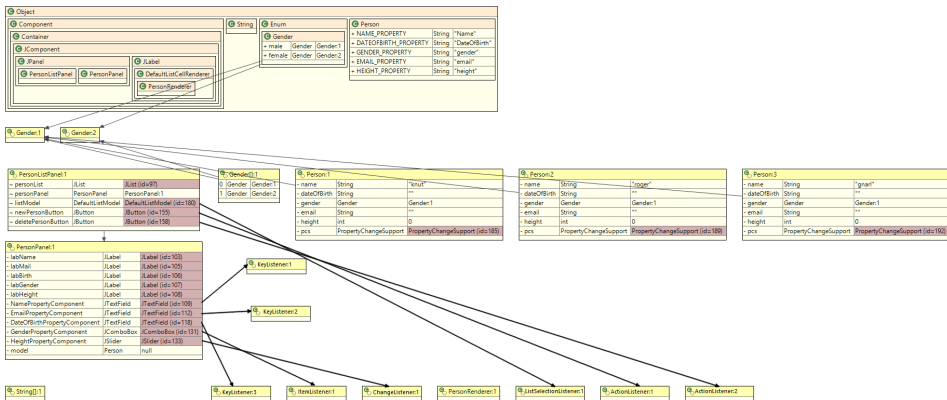 Object
Component
Container
JComponent
JPanel
PersonListPanel
PersonPanel
JLabel
DefaultListCellRenderer
PersonRenderer
String
Enum
Gender
+ male Gender Gender:1
+ female Gender Gender:2
Person
+ NAME_PROPERTY String "Name"
+ DATEOFBIRTH_PROPERTY String "DateOfBirth"
+ GENDER_PROPERTY String "gender"
+ EMAIL_PROPERTY String "email"
+ HEIGHT_PROPERTY String "height"
Gender:1
Gender:2
PersonListPanel:1
~ personList JList JList (id=97)
~ personPanel PersonPanel PersonPanel:1
~ listModel DefaultListModel DefaultListModel (id=180)
~ newPersonButton JButton JButton (id=155)
~ deletePersonButton JButton JButton (id=158)
Gender[]:1
0 Gender Gender:1
1 Gender Gender:2
Person:1
- name String "knut"
- dateOfBirth String ""
- gender Gender Gender:1
- email String ""
- height int 0
- pcs PropertyChangeSupport PropertyChangeSupport (id=185)
Person:2
- name String "roger"
- dateOfBirth String ""
- gender Gender Gender:1
- email String ""
- height int 0
- pcs PropertyChangeSupport PropertyChangeSupport (id=189)
Person:3
- name String "gnarl"
- dateOfBirth String ""
- gender Gender Gender:1
- email String ""
- height int 0
- pcs PropertyChangeSupport PropertyChangeSupport (id=192)
PersonPanel:1
- labName JLabel JLabel (id=103)
- labMail JLabel JLabel (id=105)
- labBirth JLabel JLabel (id=106)
- labGender JLabel JLabel (id=107)
- labHeight JLabel JLabel (id=108)
- NamePropertyComponent JTextField JTextField (id=109)
- EmailPropertyComponent JTextField JTextField (id=112)
- DateOfBirthPropertyComponent JTextField JTextField (id=118)
- GenderPropertyComponent JComboBox JComboBox (id=131)
- HeightPropertyComponent JSlider JSlider (id=133)
- model Person null
KeyListener:1
KeyListener:2
String[]:1
KeyListener:3
ItemListener:1
ChangeListener:1
PersonRenderer:1
ListSelectionListener:1
ActionListener:1
ActionListener:2